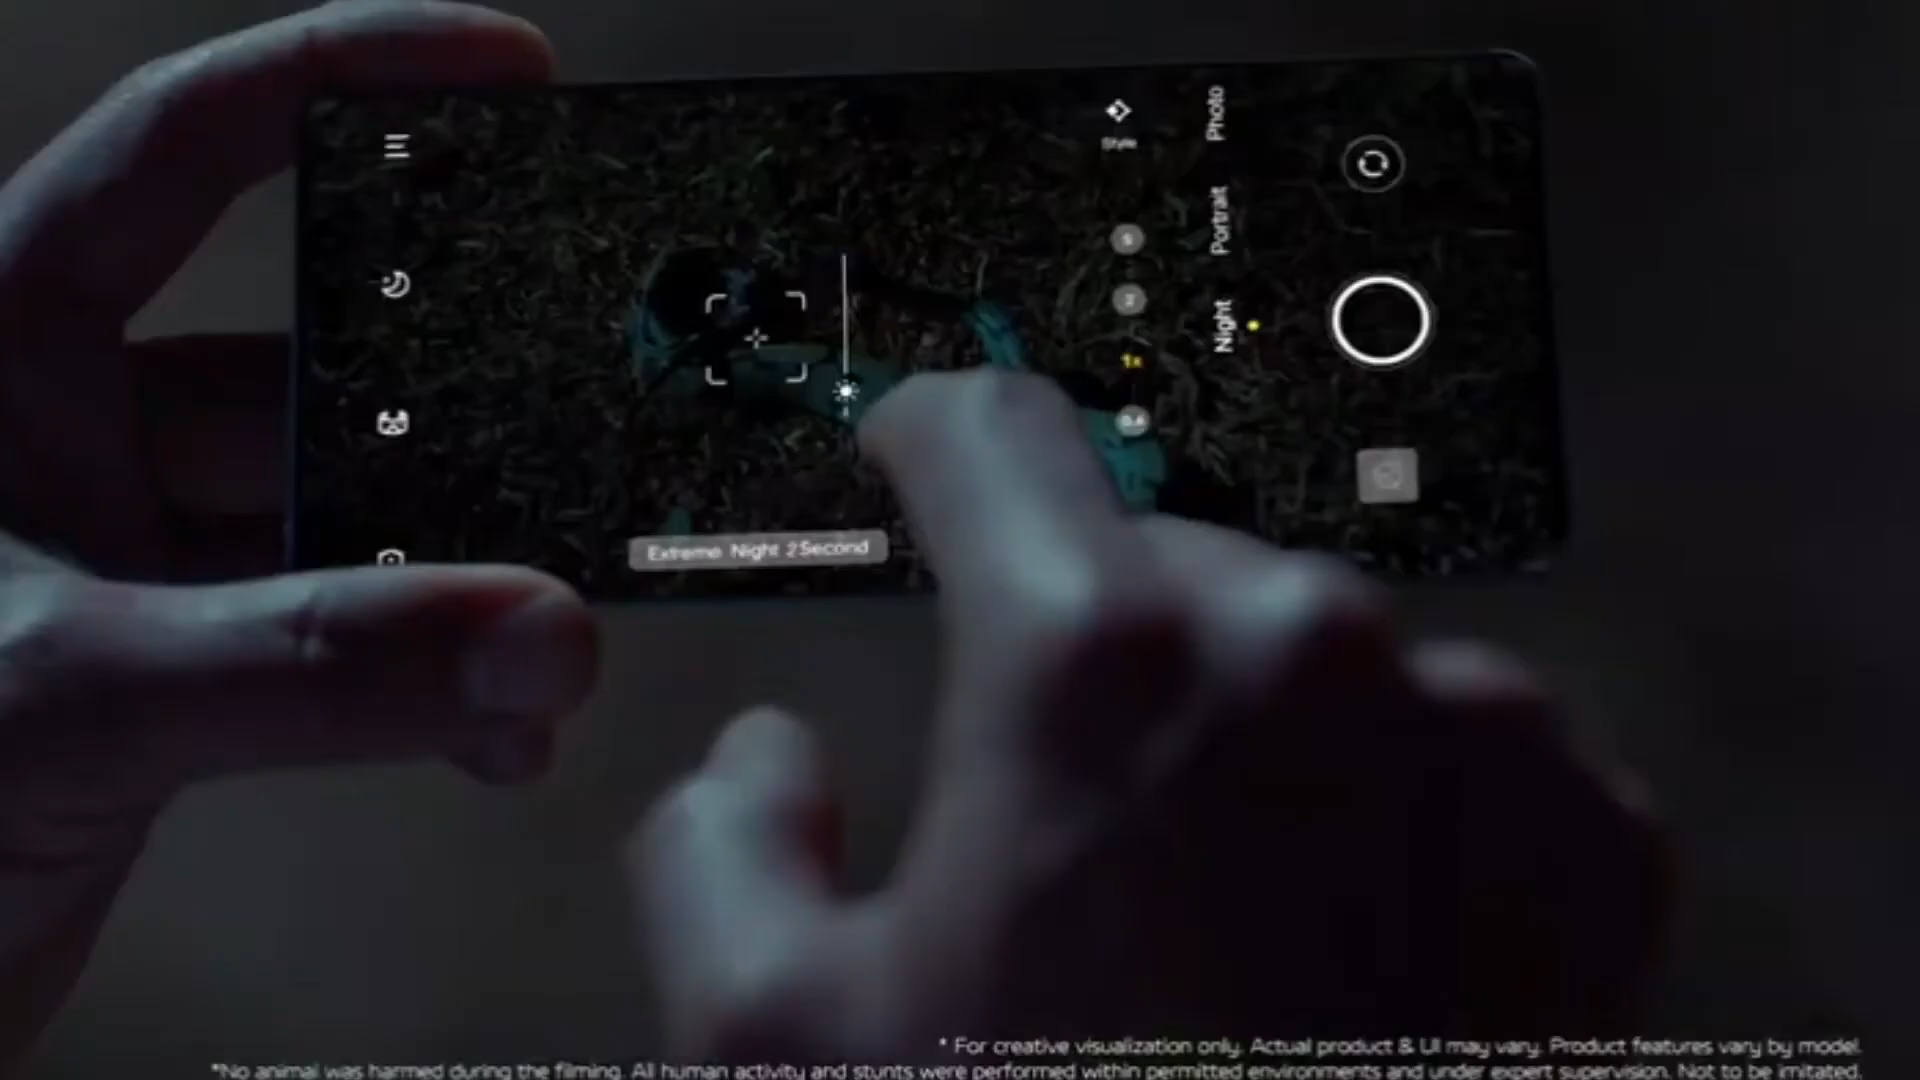 Style
Photo
Portrait
Night
2
1x
Extreme Night 2Second
* For creative visualization only. Actual product & UI may vary. Product features vary by model.
*No animal was harmed during the filming. All human activity and stunts were performed within permitted environments and under expert supervision. Not to be imitated.